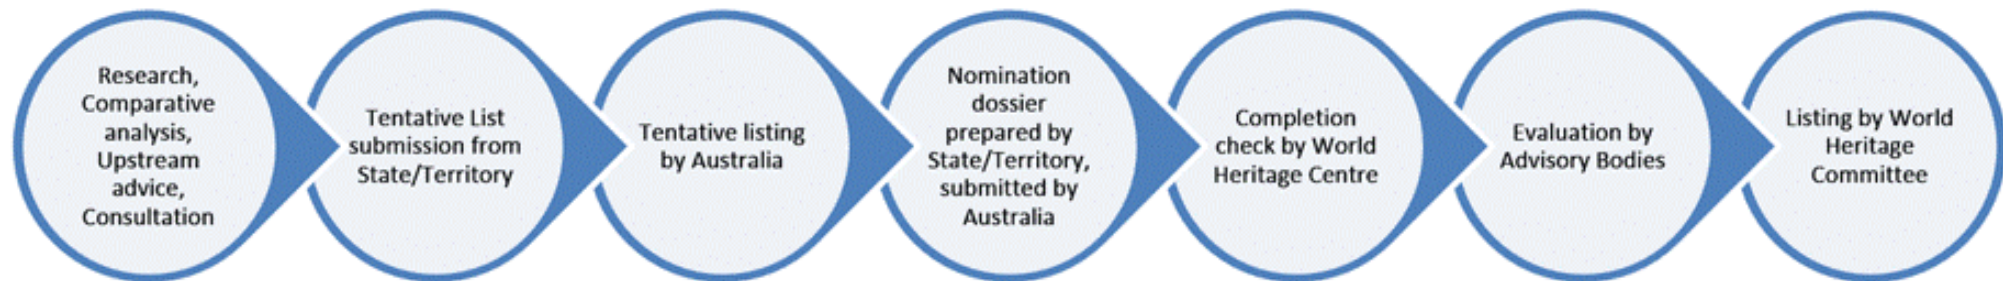 Research,
Comparative
analysis,
Upstream
advice,
Consultation
Tentative List
submission from
State/Territory
Tentative listing
by Australia
Nomination
dossier
prepared by
State/Territory,
submitted by
Australia
Completion
check by World
Heritage Centre
Evaluation by
Advisory Bodies
Listing by World
Heritage
Committee